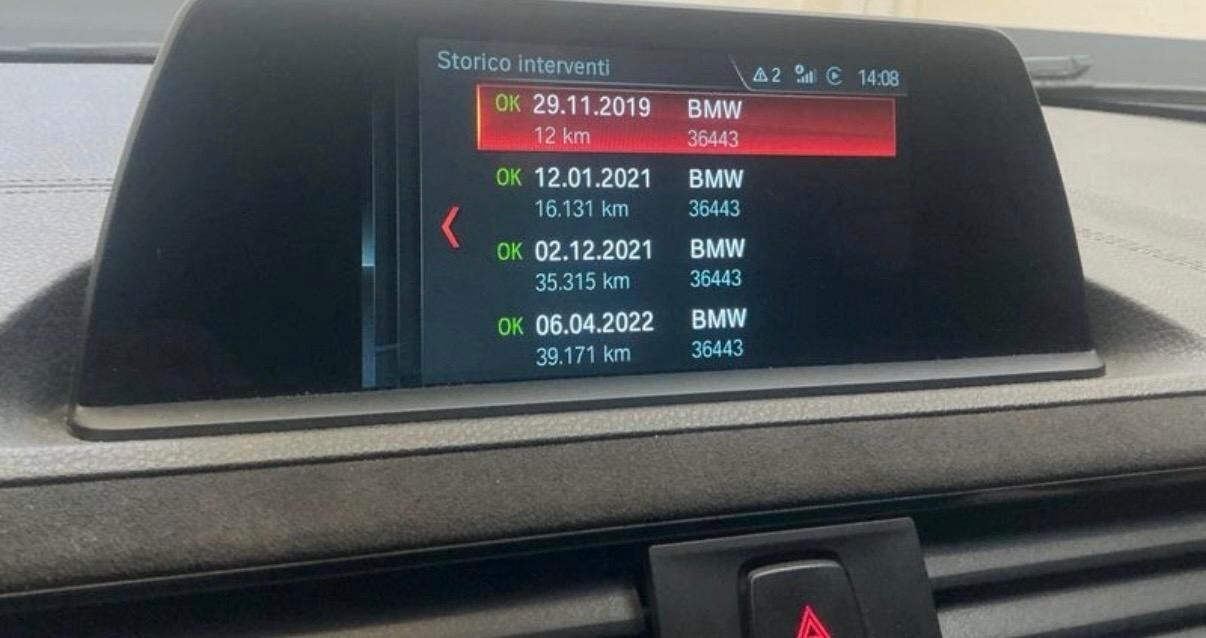 Storico interventi
2 14:08
OK 29.11.2019 BMW
12 km 36443
OK 12.01.2021 BMW
16.131 km 36443
OK 02.12.2021 BMW
35.315 km 36443
OK 06.04.2022 BMW
39.171 km 36443